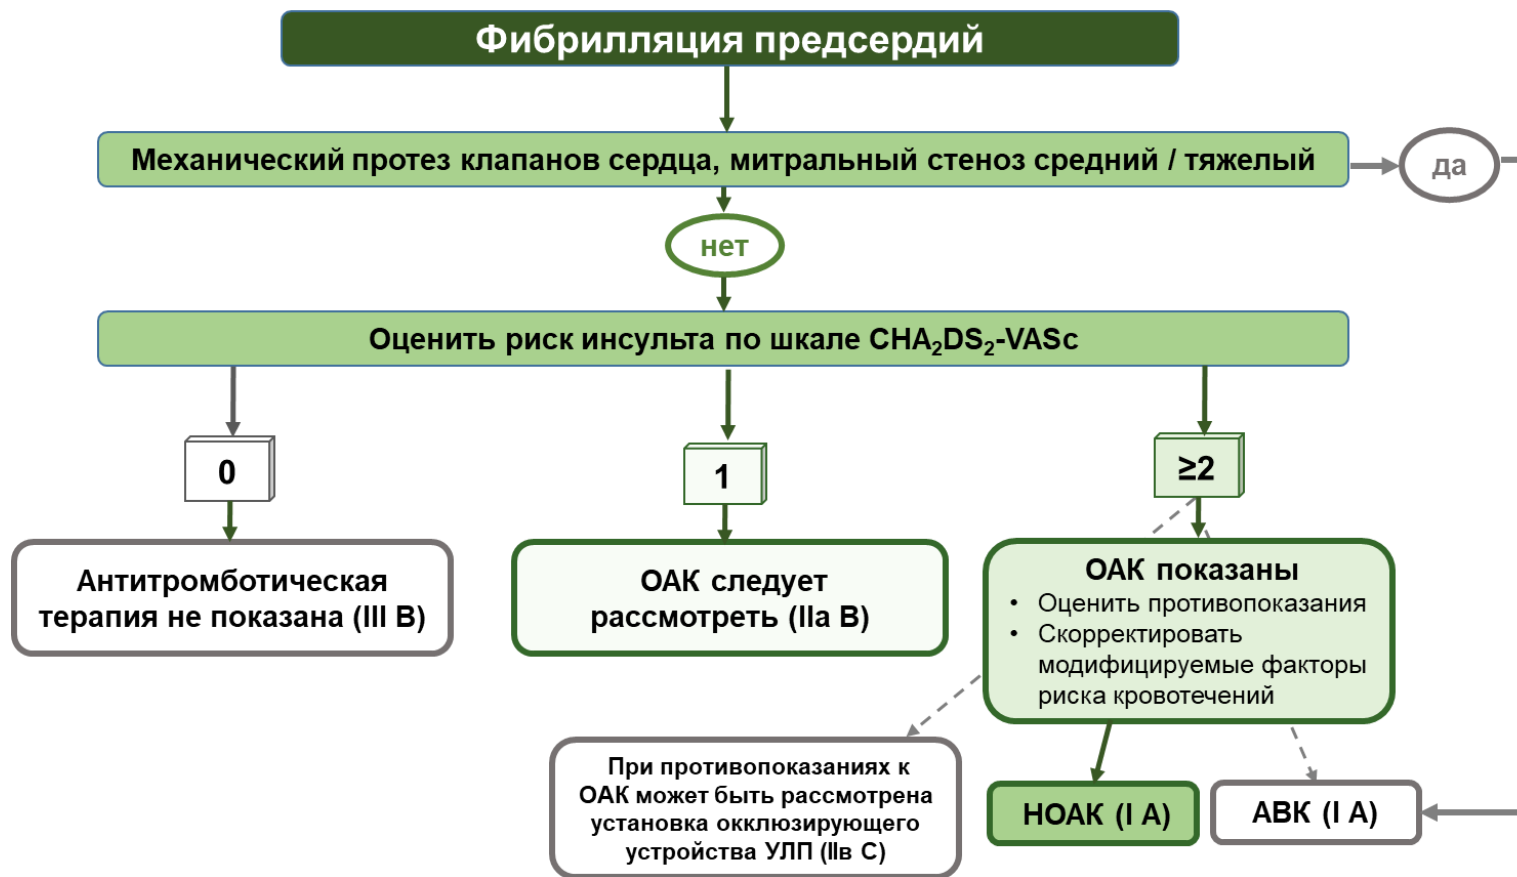 Фибрилляция предсердий
Механический протез клапанов сердца, митральный стеноз средний / тяжелый
да
нет
Оценить риск инсульта по шкале CHA₂DS₂-VASc
0
1
≥2
Антитромботическая
терапия не показана (III B)
ОАК следует
рассмотреть (IIa B)
ОАК показаны
• Оценить противопоказания
• Скорректировать
модифицируемые факторы
риска кровотечений
При противопоказаниях к
ОАК может быть рассмотрена
установка окклюзирующего
устройства УЛП (IIв C)
НОАК (I A)
АВК (I A)